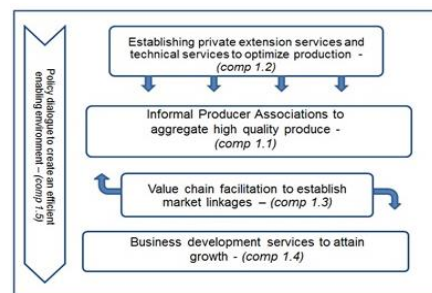 Policy dialogue to create an efficient
enabling environment – (comp 1.5)
Establishing private extension services and
technical services to optimize production -
(comp 1.2)
Informal Producer Associations to
aggregate high quality produce -
(comp 1.1)
Value chain facilitation to establish
market linkages – (comp 1.3)
Business development services to attain
growth - (comp 1.4)